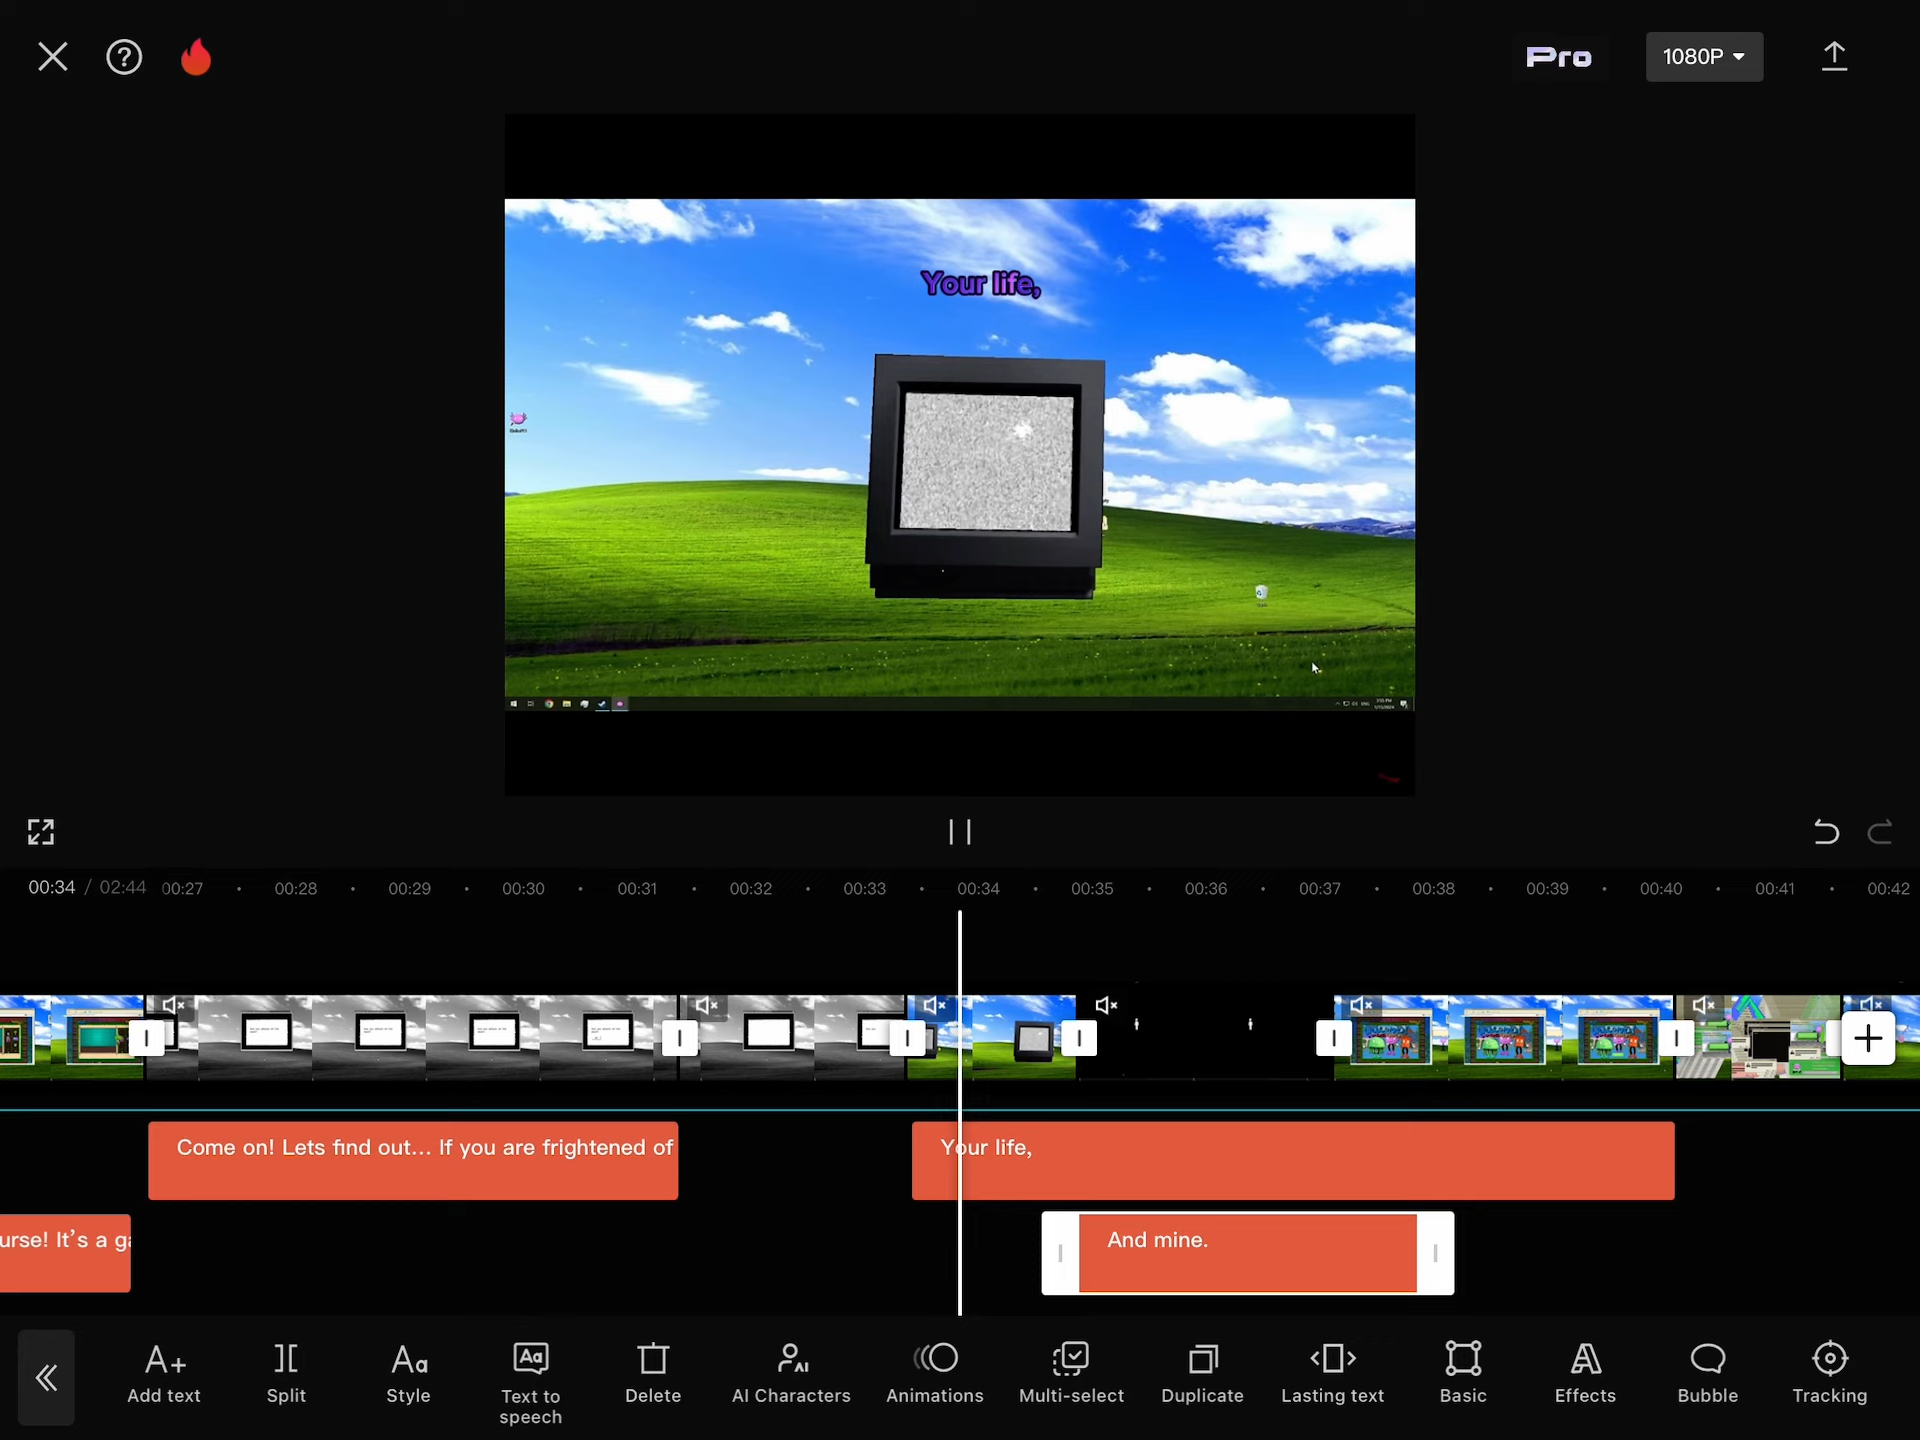 Pro
1080P
Your life,
00:34 / 02:44
00:27
00:28
00:29
00:30
00:31
00:32
00:33
00:34
00:35
00:36
00:37
00:38
00:39
00:40
00:41
00:42
Come on! Lets find out... If you are frightened of
Your life,
urse! It's a ga
And mine.
Add text
Split
Style
Text to speech
Delete
AI Characters
Animations
Multi-select
Duplicate
Lasting text
Basic
Effects
Bubble
Tracking